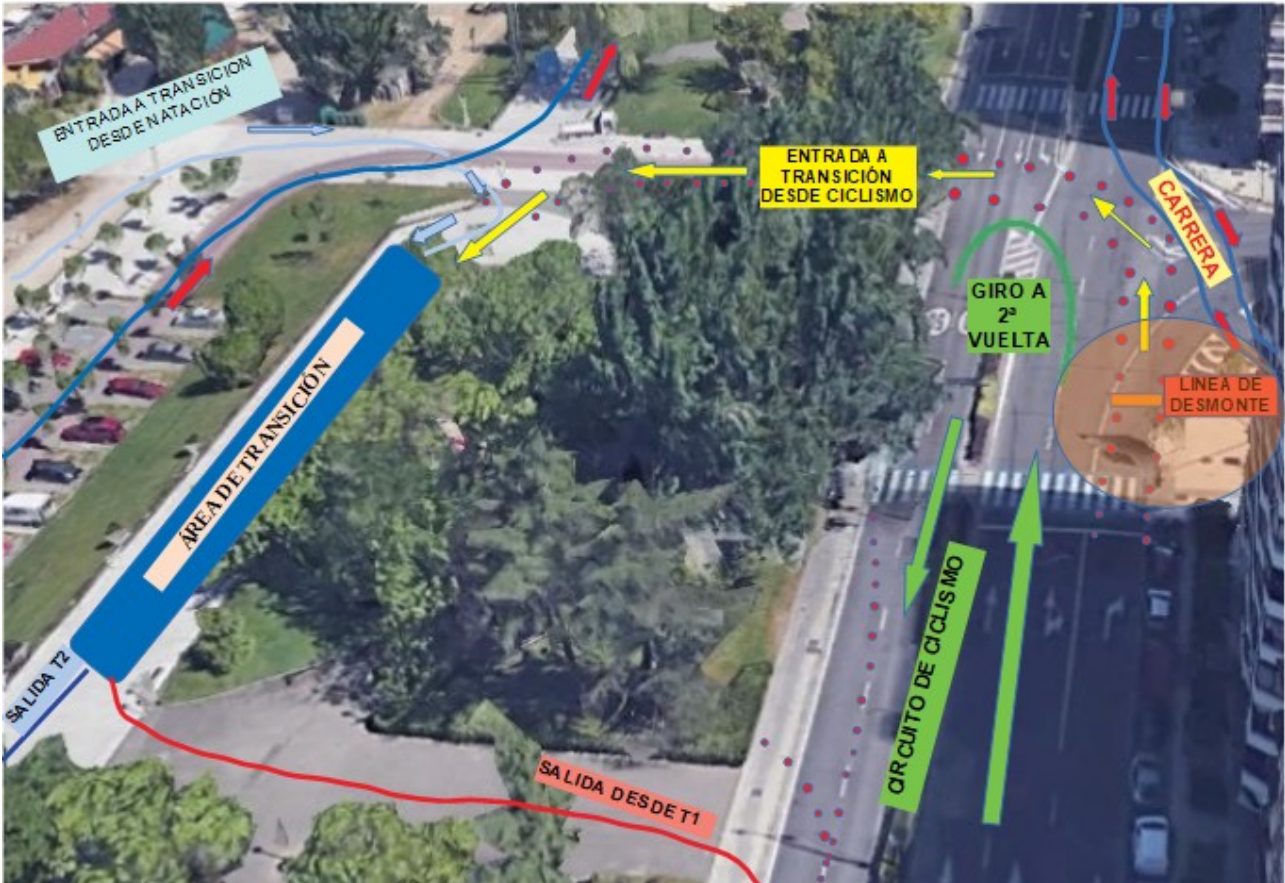 ENTRADA A TRANSICION
DESDE NATACIÓN
ENTRADA A
TRANSICIÓN
DESDE CICLISMO
CARRERA
GIRO A
2ª
VUELTA
LINEA DE
DESMONTE
ÁREA DE TRANSICIÓN
CIRCUITO DE CICLISMO
SALIDA T2
SALIDA DESDE T1